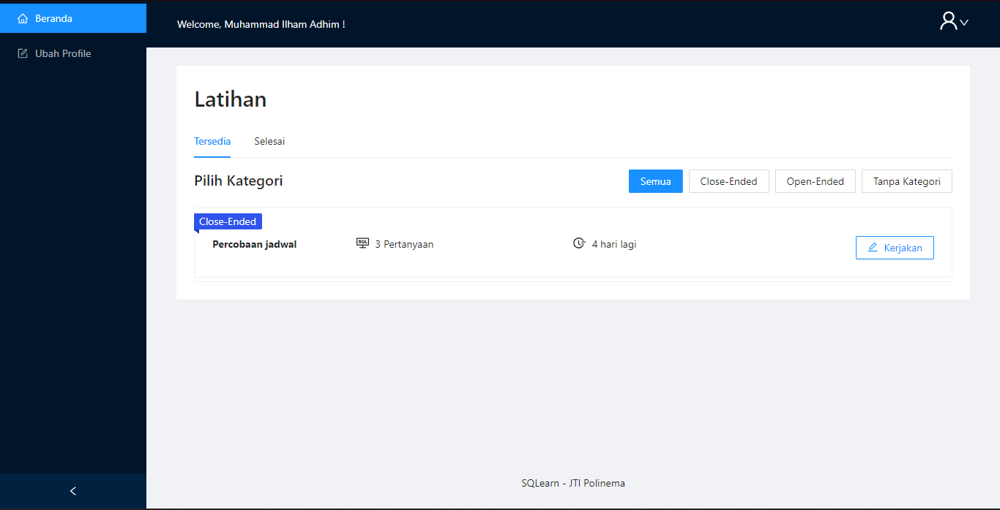 Beranda
Welcome, Muhammad Ilham Adhim !
Ubah Profile
Latihan
Tersedia Selesai
Pilih Kategori Semua Close-Ended Open-Ended Tanpa Kategori
Close-Ended
Percobaan jadwal SQL 3 Pertanyaan 4 hari lagi Kerjakan
SQLearn - JTI Polinema